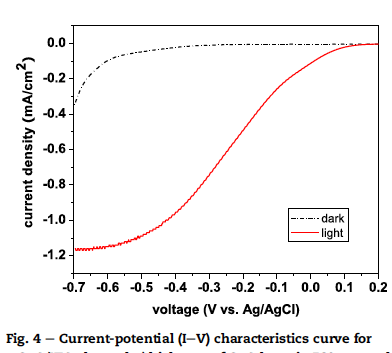 0.0
-0.2
-0.4
-0.6
-0.8
-1.0
-1.2
current density (mA/cm²)
dark
light
-0.7 -0.6 -0.5 -0.4 -0.3 -0.2 -0.1 0.0 0.1 0.2
voltage (V vs. Ag/AgCl)
Fig. 4 – Current-potential (I–V) characteristics curve for